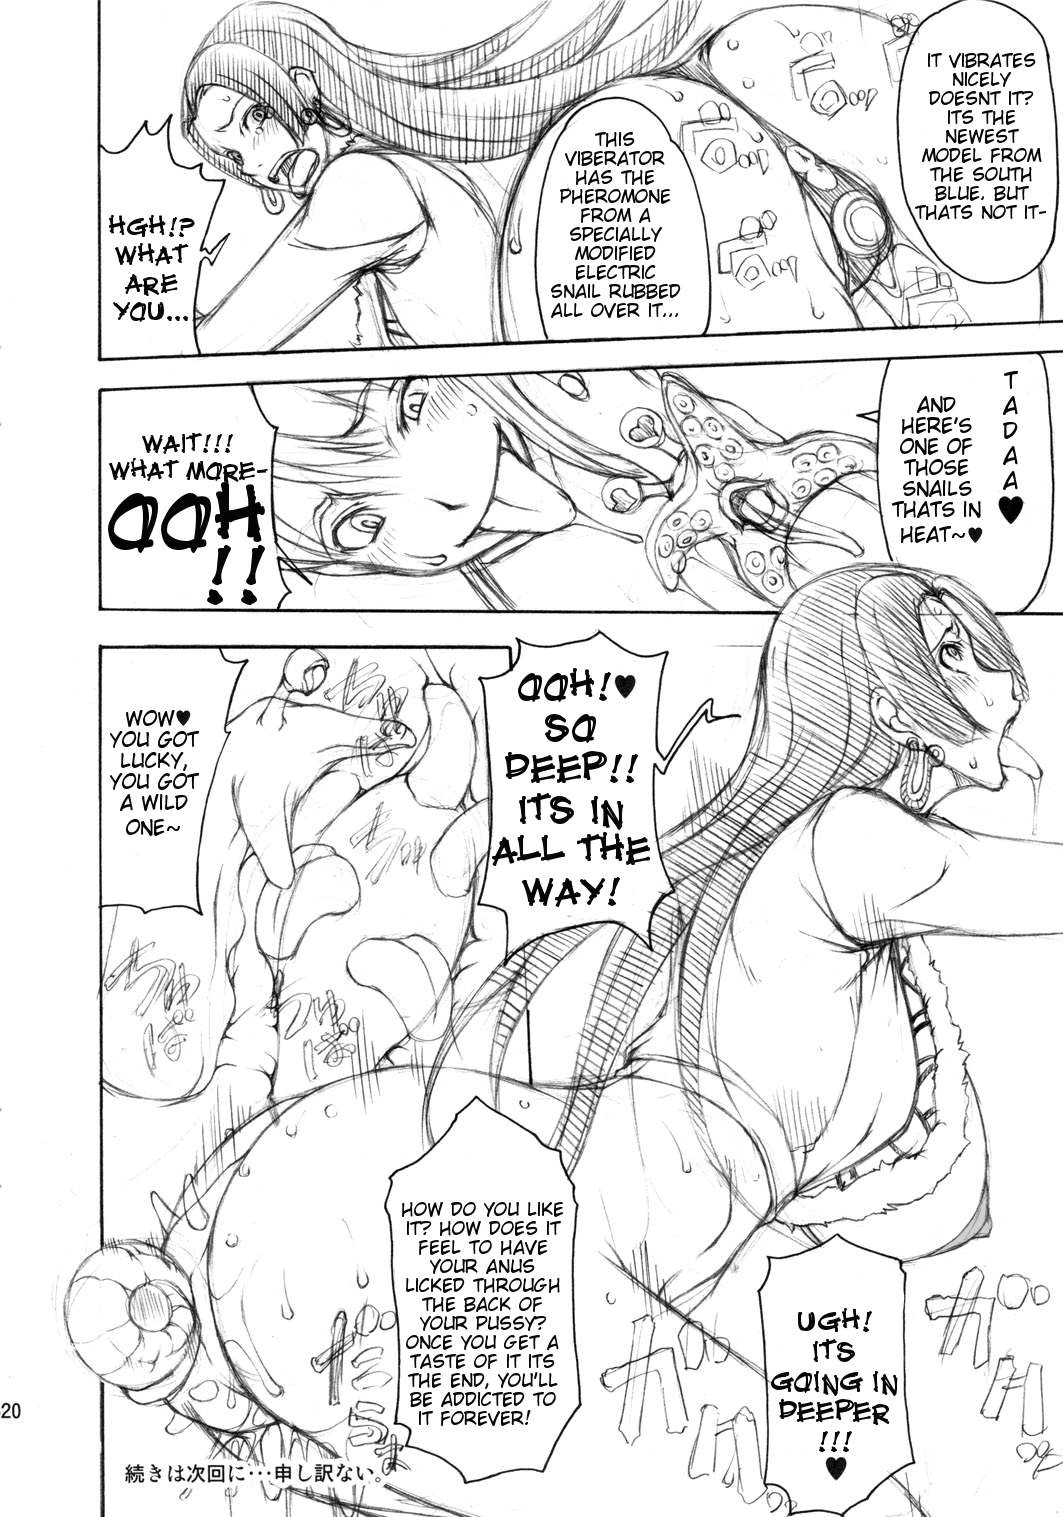 IT VIBRATES
NICELY
DOESNT IT?
ITS THE
NEWEST
MODEL FROM
THE SOUTH
BLUE. BUT
THATS NOT IT-
THIS
VIBERATOR
HAS THE
PHEROMONE
FROM A
SPECIALLY
MODIFIED
ELECTRIC
SNAIL RUBBED
ALL OVER IT...
HGH!?
WHAT
ARE
YOU...
TADAA♥
AND
HERE'S
ONE OF
THOSE
SNAILS
THATS IN
HEAT~♥
WAIT!!!
WHAT MORE-
OOH
!!
OOH!♥
SO
DEEP!!
ITS IN
ALL THE
WAY!
WOW♥
YOU GOT
LUCKY,
YOU GOT
A WILD
ONE~
HOW DO YOU LIKE
IT? HOW DOES IT
FEEL TO HAVE
YOUR ANUS
LICKED THROUGH
THE BACK OF
YOUR PUSSY?
ONCE YOU GET A
TASTE OF IT ITS
THE END, YOU'LL
BE ADDICTED TO
IT FOREVER!
UGH!
ITS
GOING IN
DEEPER
!!!
♥
続きは次回に…申し訳ない。
20